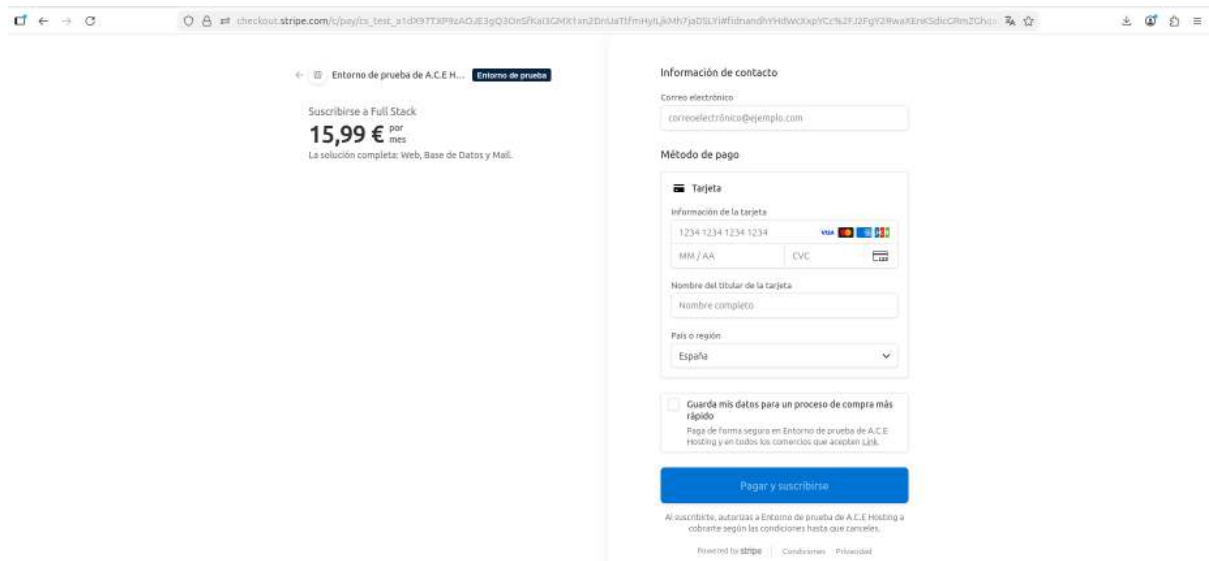 checkout.stripe.com/c/pay/
Entorno de prueba de A.C.E H... Entorno de prueba
Suscribirse a Full Stack
15,99 € por mes
La solución completa: Web, Base de Datos y Mail.
Información de contacto
Correo electrónico
correoelectrónico@ejemplo.com
Método de pago
Tarjeta
Información de la tarjeta
1234 1234 1234 1234 VISA
MM / AA CVC
Nombre del titular de la tarjeta
Nombre completo
País o región
España
Guarda mis datos para un proceso de compra más
rápido
Paga de forma segura en Entorno de prueba de A.C.E
Hosting y en todos los comercios que acepten Link.
Pagar y suscribirse
Al suscribirte, autorizas a Entorno de prueba de A.C.E Hosting a
cobrarte según las condiciones hasta que canceles.
Powered by stripe Condiciones Privacidad